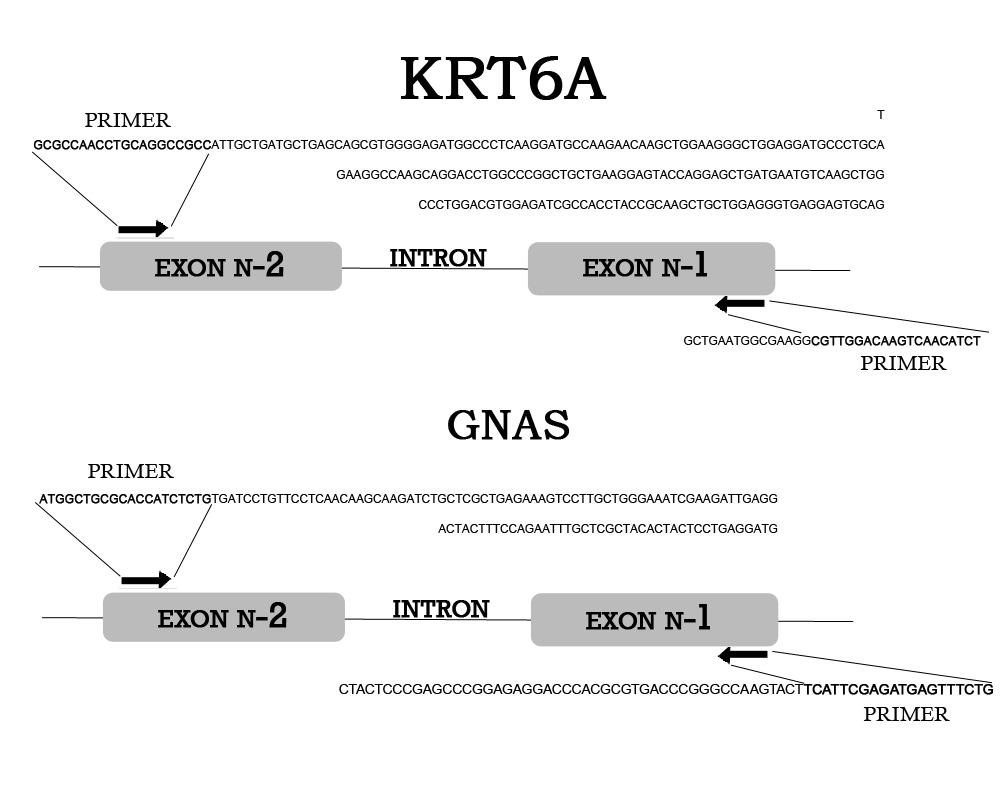 KRT6A
T
PRIMER
GCGCCAACCTGCAGGCCGCCATTGCTGATGCTGAGCAGCGTGGGGAGATGGCCCTCAAGGATGCCAAGAACAAGCTGGAAGGGCTGGAGGATGCCCTGCA
GAAGGCCAAGCAGGACCTGGCCCGGCTGCTGAAGGAGTACCAGGAGCTGATGAATGTCAAGCTGG
CCCTGGACGTGGAGATCGCCACCTACCGCAAGCTGCTGGAGGGTGAGGAGTGCAG
EXON N-2 INTRON EXON N-1
GCTGAATGGCGAAGGCGTTGGACAAGTCAACATCT
PRIMER
GNAS
PRIMER
ATGGCTGCGCACCATCTCTGTGATCCTGTTCCTCAACAAGCAAGATCTGCTCGCTGAGAAAGTCCTTGCTGGGAAATCGAAGATTGAGG
ACTACTTTCCAGAATTTGCTCGCTACACTACTCCTGAGGATG
EXON N-2 INTRON EXON N-1
CTACTCCCGAGCCCGGAGAGGACCCACGCGTGACCCGGGCCAAGTACTTCATTCGAGATGAGTTTCTG
PRIMER